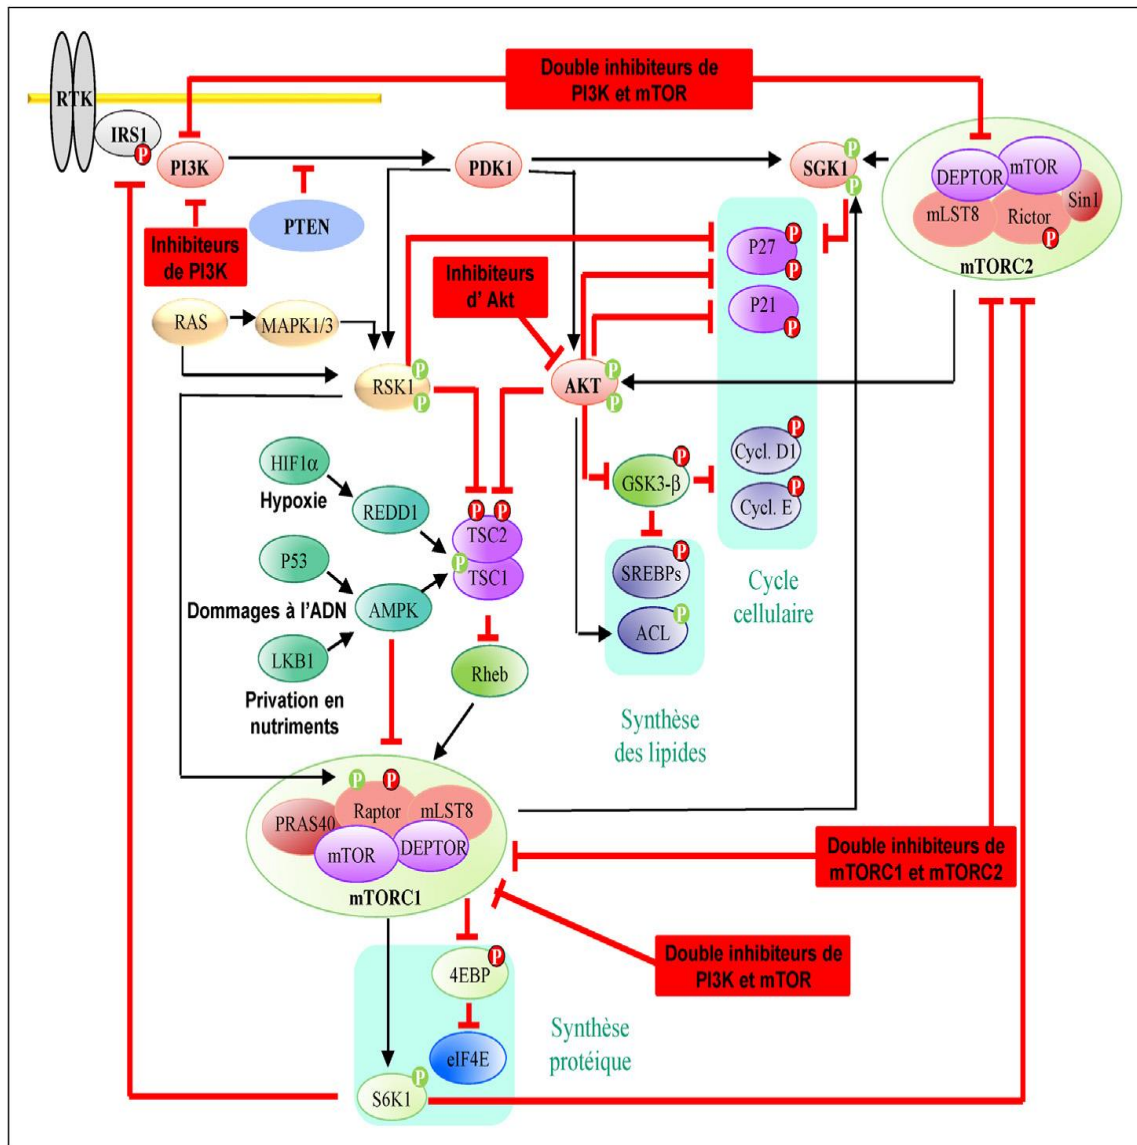 Double inhibiteurs de
PI3K et mTOR
RTK
IRS1
P
PI3K
PDK1
SGK1
P
P
DEPTOR
mTOR
mLST8
Rictor
Sin1
P
mTORC2
PTEN
Inhibiteurs
de PI3K
P27
P
P
P21
P
Inhibiteurs
d’ Akt
RAS
MAPK1/3
RSK1
P
P
AKT
P
P
Cycl. D1
P
Cycl. E
P
GSK3-β
P
HIF1α
Hypoxie
REDD1
P
P
TSC2
P
TSC1
P53
Dommages à l’ADN
AMPK
LKB1
Privation en
nutriments
Rheb
SREBPs
P
ACL
P
Cycle
cellulaire
Synthèse
des lipides
P
P
Raptor
PRAS40
mLST8
mTOR
DEPTOR
mTORC1
Double inhibiteurs de
mTORC1 et mTORC2
Double inhibiteurs de
PI3K et mTOR
4EBP
P
eIF4E
S6K1
P
Synthèse
protéique